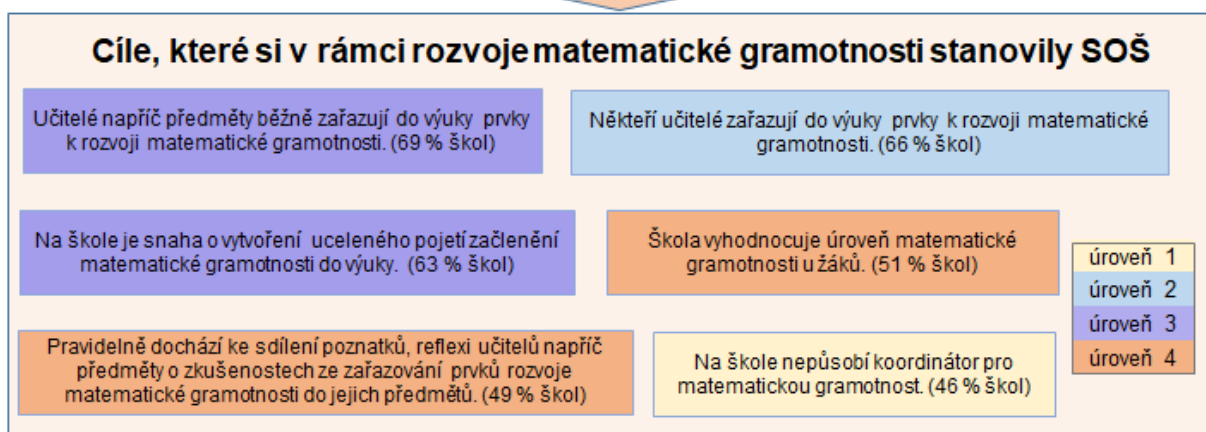 Cíle, které si v rámci rozvoje matematické gramotnosti stanovily SOŠ
Učitelé napříč předměty běžně zařazují do výuky prvky
k rozvoji matematické gramotnosti. (69 % škol)
Někteří učitelé zařazují do výuky prvky k rozvoji matematické
gramotnosti. (66 % škol)
Na škole je snaha o vytvoření uceleného pojetí začlenění
matematické gramotnosti do výuky. (63 % škol)
Škola vyhodnocuje úroveň matematické
gramotnosti u žáků. (51 % škol)
Pravidelně dochází ke sdílení poznatků, reflexi učitelů napříč
předměty o zkušenostech ze zařazování prvků rozvoje
matematické gramotnosti do jejich předmětů. (49 % škol)
Na škole nepůsobí koordinátor pro
matematickou gramotnost. (46 % škol)
úroveň 1
úroveň 2
úroveň 3
úroveň 4